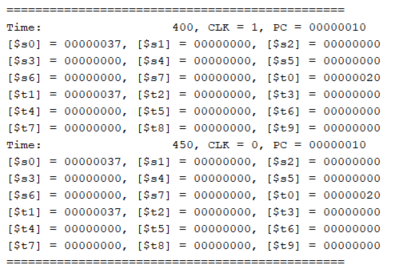 ==============================================
Time: 400, CLK = 1, PC = 00000010
[$s0] = 00000037, [$s1] = 00000000, [$s2] = 00000000
[$s3] = 00000000, [$s4] = 00000000, [$s5] = 00000000
[$s6] = 00000000, [$s7] = 00000000, [$t0] = 00000020
[$t1] = 00000037, [$t2] = 00000000, [$t3] = 00000000
[$t4] = 00000000, [$t5] = 00000000, [$t6] = 00000000
[$t7] = 00000000, [$t8] = 00000000, [$t9] = 00000000
Time: 450, CLK = 0, PC = 00000010
[$s0] = 00000037, [$s1] = 00000000, [$s2] = 00000000
[$s3] = 00000000, [$s4] = 00000000, [$s5] = 00000000
[$s6] = 00000000, [$s7] = 00000000, [$t0] = 00000020
[$t1] = 00000037, [$t2] = 00000000, [$t3] = 00000000
[$t4] = 00000000, [$t5] = 00000000, [$t6] = 00000000
[$t7] = 00000000, [$t8] = 00000000, [$t9] = 00000000
==============================================